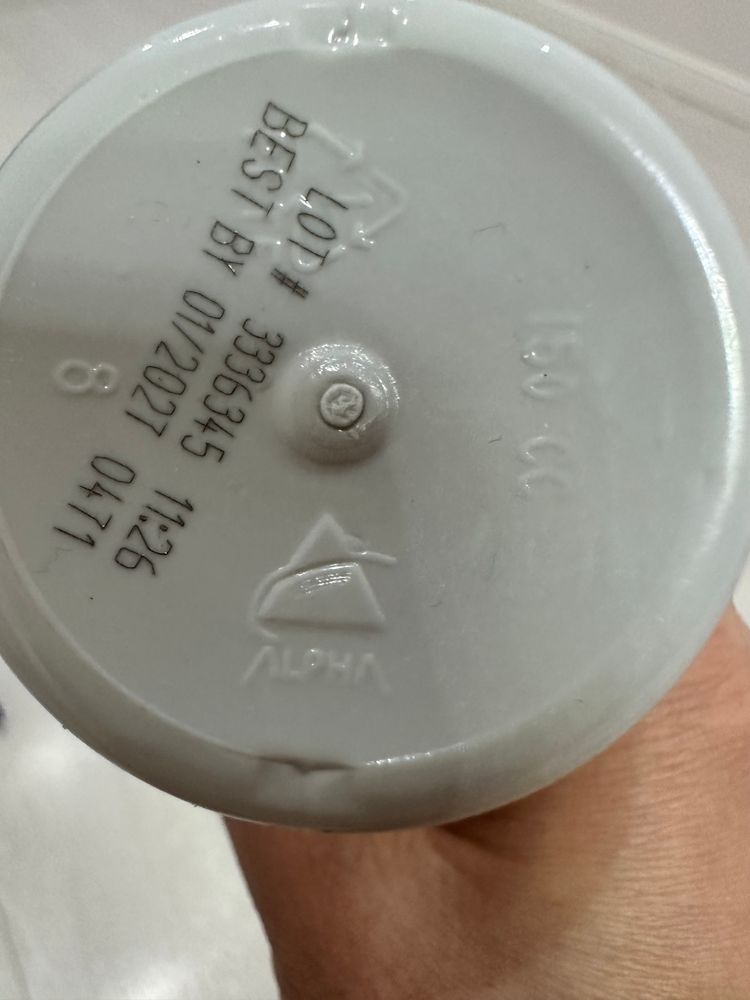 LOT # 3336345 11:26
BEST BY 01/2027 0471
8
150 CC
ALPHA